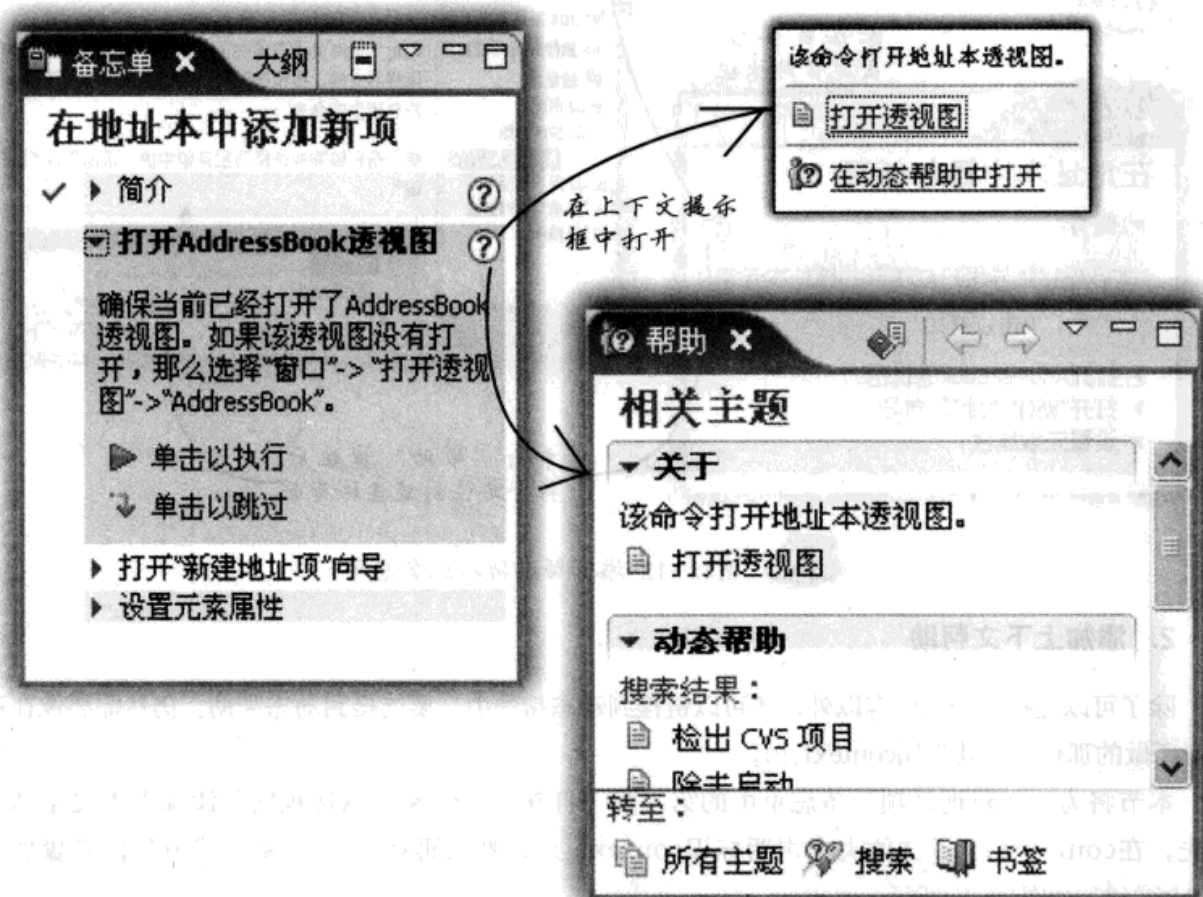 备忘单
大纲
在地址本中添加新项
简介
打开AddressBook透视图
确保当前已经打开了AddressBook
透视图。如果该透视图没有打
开，那么选择“窗口”->“打开透视
图”->“AddressBook”。
单击以执行
单击以跳过
打开“新建地址项”向导
设置元素属性
在上下文提示
框中打开
该命令打开地址本透视图。
打开透视图
在动态帮助中打开
帮助
相关主题
关于
该命令打开地址本透视图。
打开透视图
动态帮助
搜索结果：
检出 CVS 项目
转至：
所有主题 搜索 书签